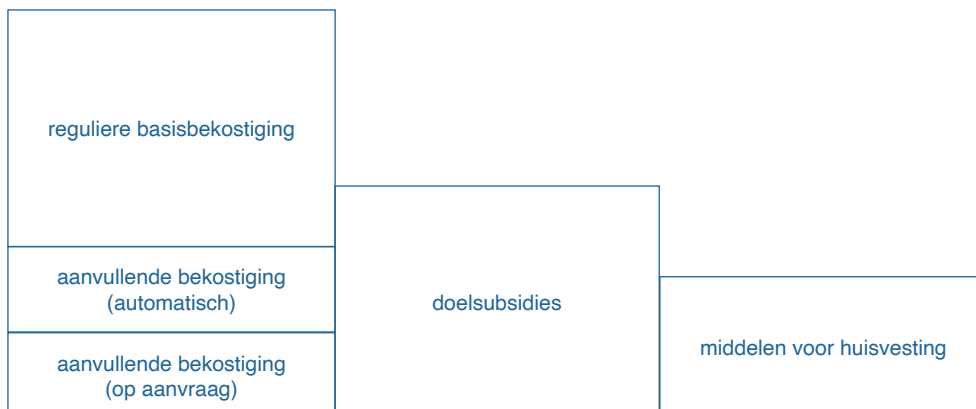 reguliere basisbekostiging
aanvullende bekostiging
(automatisch)
aanvullende bekostiging
(op aanvraag)
doelsubsidies
middelen voor huisvesting